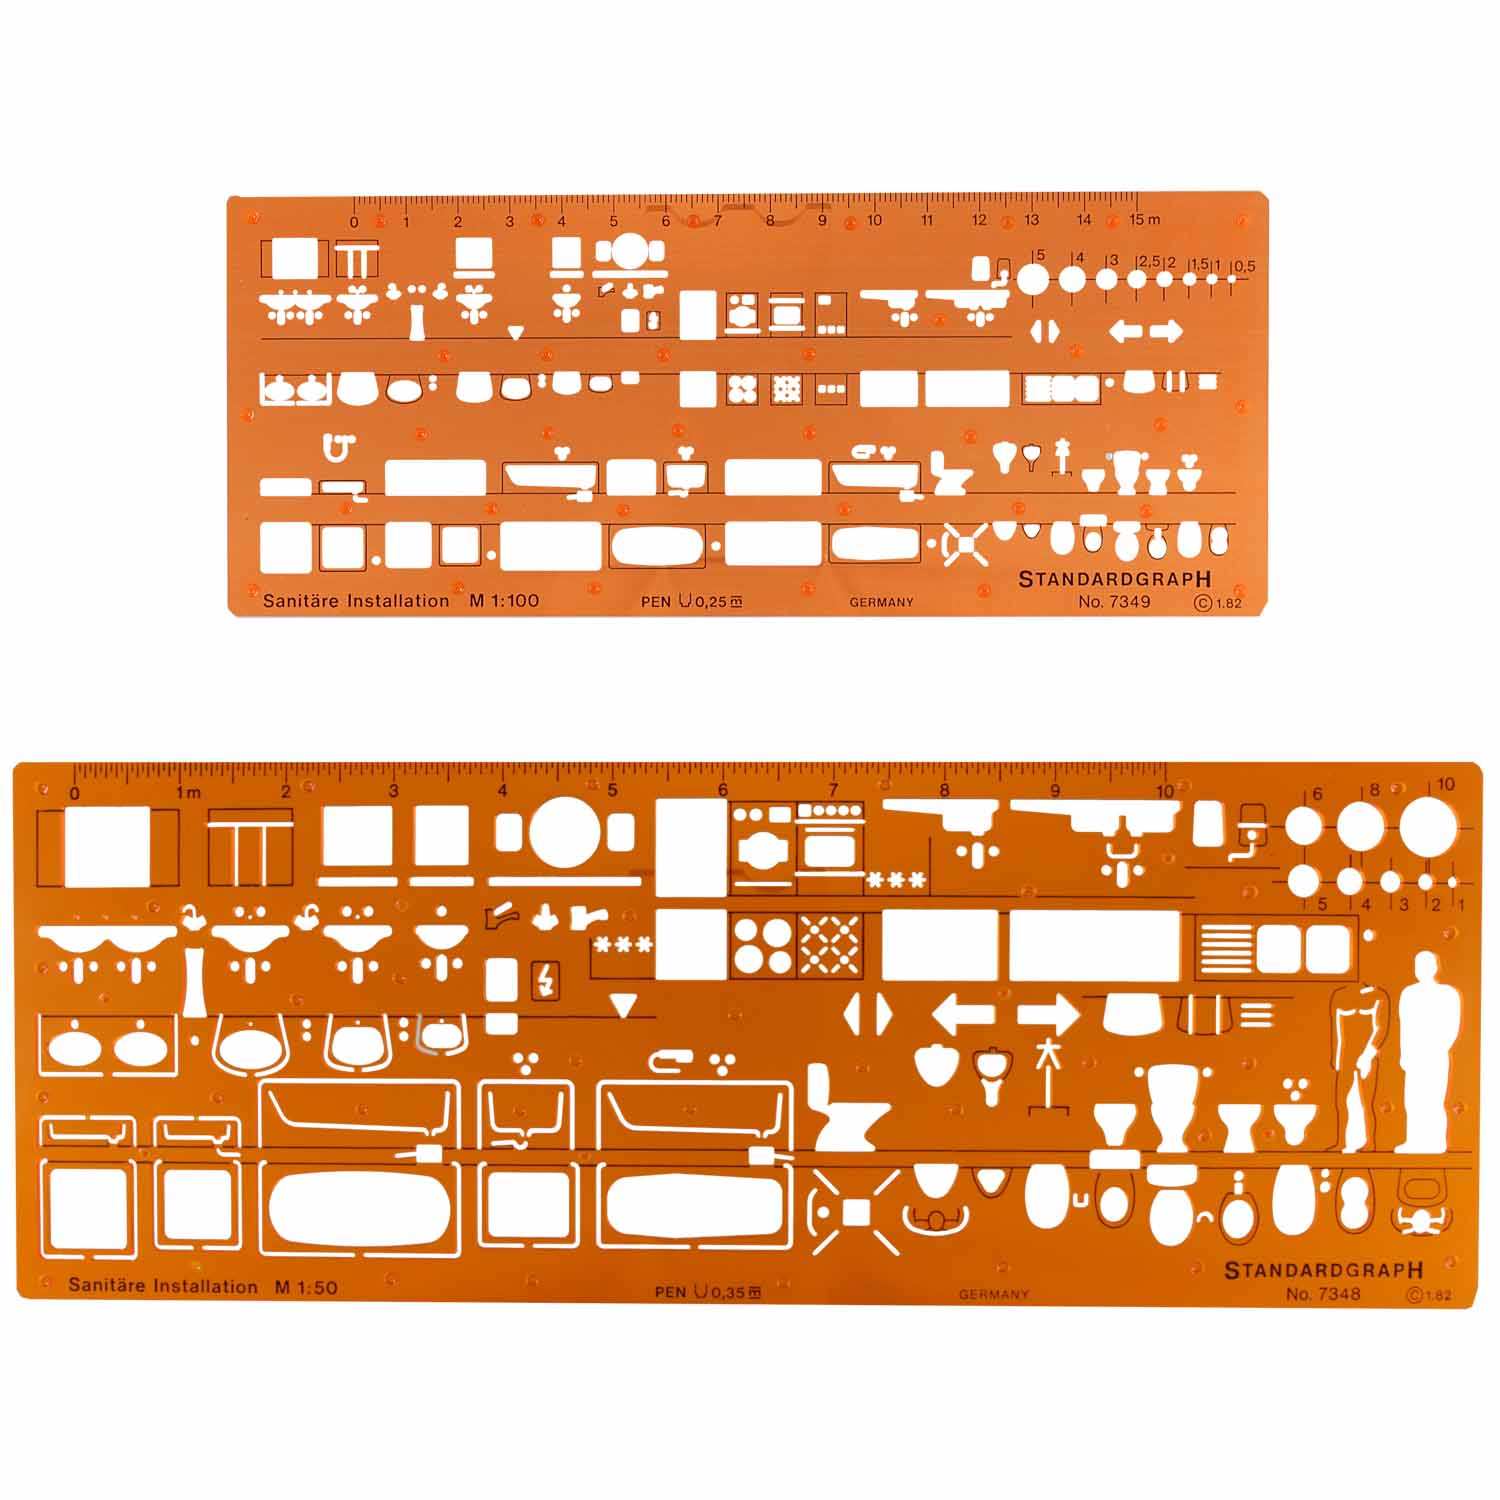 0 1 2 3 4 5 6 7 8 9 10 11 12 13 14 15 m
5 4 3 2,5 2 1,5 1 0,5
STANDARDGRAPH
Sanitäre Installation M 1:100 PEN 0,25 m GERMANY No. 7349 © 1.82
0 1m 2 3 4 5 6 7 8 9 10
6 8 10
5 4 3 2 1
STANDARDGRAPH
Sanitäre Installation M 1:50 PEN 0,35 m GERMANY No. 7348 © 1.82